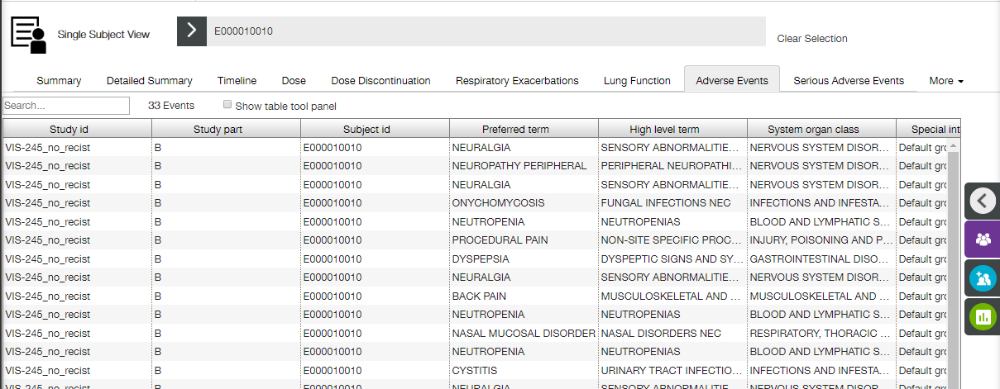 Single Subject View
E000010010
Clear Selection
Summary Detailed Summary Timeline Dose Dose Discontinuation Respiratory Exacerbations Lung Function Adverse Events Serious Adverse Events More
Search... 33 Events Show table tool panel
Study id Study part Subject id Preferred term High level term System organ class Special int
VIS-245_no_recist B E000010010 NEURALGIA SENSORY ABNORMALITIE... NERVOUS SYSTEM DISOR... Default gro
VIS-245_no_recist B E000010010 NEUROPATHY PERIPHERAL PERIPHERAL NEUROPATHI... NERVOUS SYSTEM DISOR... Default gro
VIS-245_no_recist B E000010010 NEURALGIA SENSORY ABNORMALITIE... NERVOUS SYSTEM DISOR... Default gro
VIS-245_no_recist B E000010010 ONYCHOMYCOSIS FUNGAL INFECTIONS NEC INFECTIONS AND INFESTA... Default gro
VIS-245_no_recist B E000010010 NEUTROPENIA NEUTROPENIAS BLOOD AND LYMPHATIC S... Default gro
VIS-245_no_recist B E000010010 PROCEDURAL PAIN NON-SITE SPECIFIC PROC... INJURY, POISONING AND P... Default gro
VIS-245_no_recist B E000010010 DYSPEPSIA DYSPEPTIC SIGNS AND SY... GASTROINTESTINAL DISO... Default gro
VIS-245_no_recist B E000010010 NEURALGIA SENSORY ABNORMALITIE... NERVOUS SYSTEM DISOR... Default gro
VIS-245_no_recist B E000010010 BACK PAIN MUSCULOSKELETAL AND ... MUSCULOSKELETAL AND ... Default gro
VIS-245_no_recist B E000010010 NEUTROPENIA NEUTROPENIAS BLOOD AND LYMPHATIC S... Default gro
VIS-245_no_recist B E000010010 NASAL MUCOSAL DISORDER NASAL DISORDERS NEC RESPIRATORY, THORACIC ... Default gro
VIS-245_no_recist B E000010010 NEUTROPENIA NEUTROPENIAS BLOOD AND LYMPHATIC S... Default gro
VIS-245_no_recist B E000010010 CYSTITIS URINARY TRACT INFECTIO... INFECTIONS AND INFESTA... Default gro
VIS-245_no_recist B E000010010 NEURALGIA SENSORY ABNORMALITIE... NERVOUS SYSTEM DISOR... Default gro